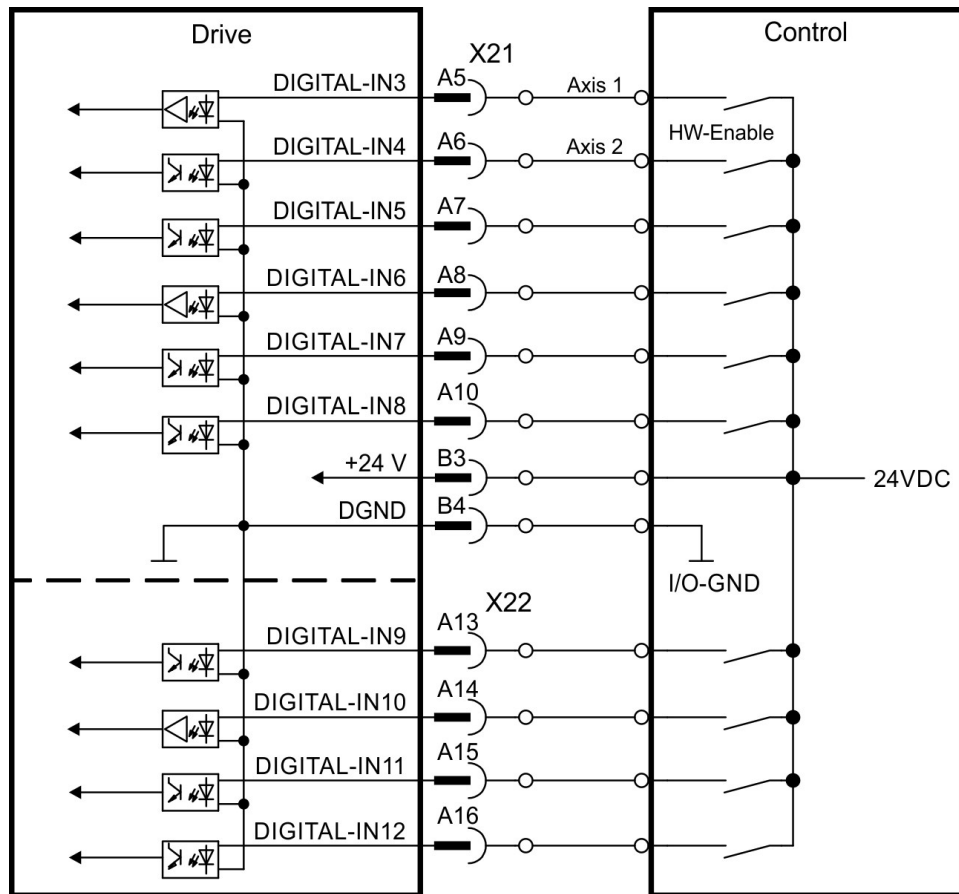 Drive
Control
X21
DIGITAL-IN3 A5 Axis 1
HW-Enable
DIGITAL-IN4 A6 Axis 2
DIGITAL-IN5 A7
DIGITAL-IN6 A8
DIGITAL-IN7 A9
DIGITAL-IN8 A10
+24 V B3
24VDC
DGND B4
I/O-GND
X22
DIGITAL-IN9 A13
DIGITAL-IN10 A14
DIGITAL-IN11 A15
DIGITAL-IN12 A16